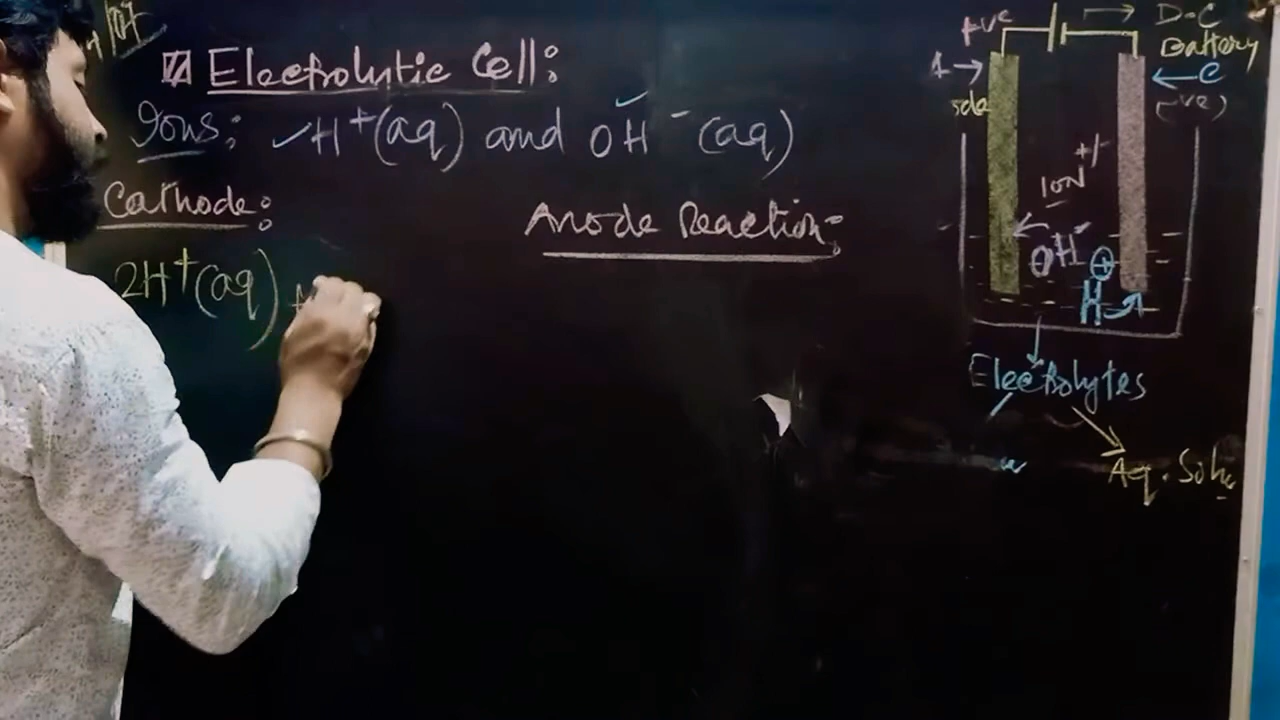 Electrolytic Cell:
Ions: ✓H⁺(aq) and OH⁻(aq)
Cathode:
2H⁺(aq) +
Anode Reaction:
+ve
D-C
Battery
A →
← C
(-ve)
ION +/-
OH⁻
⊕
H
Electrolytes
Aq. Soln